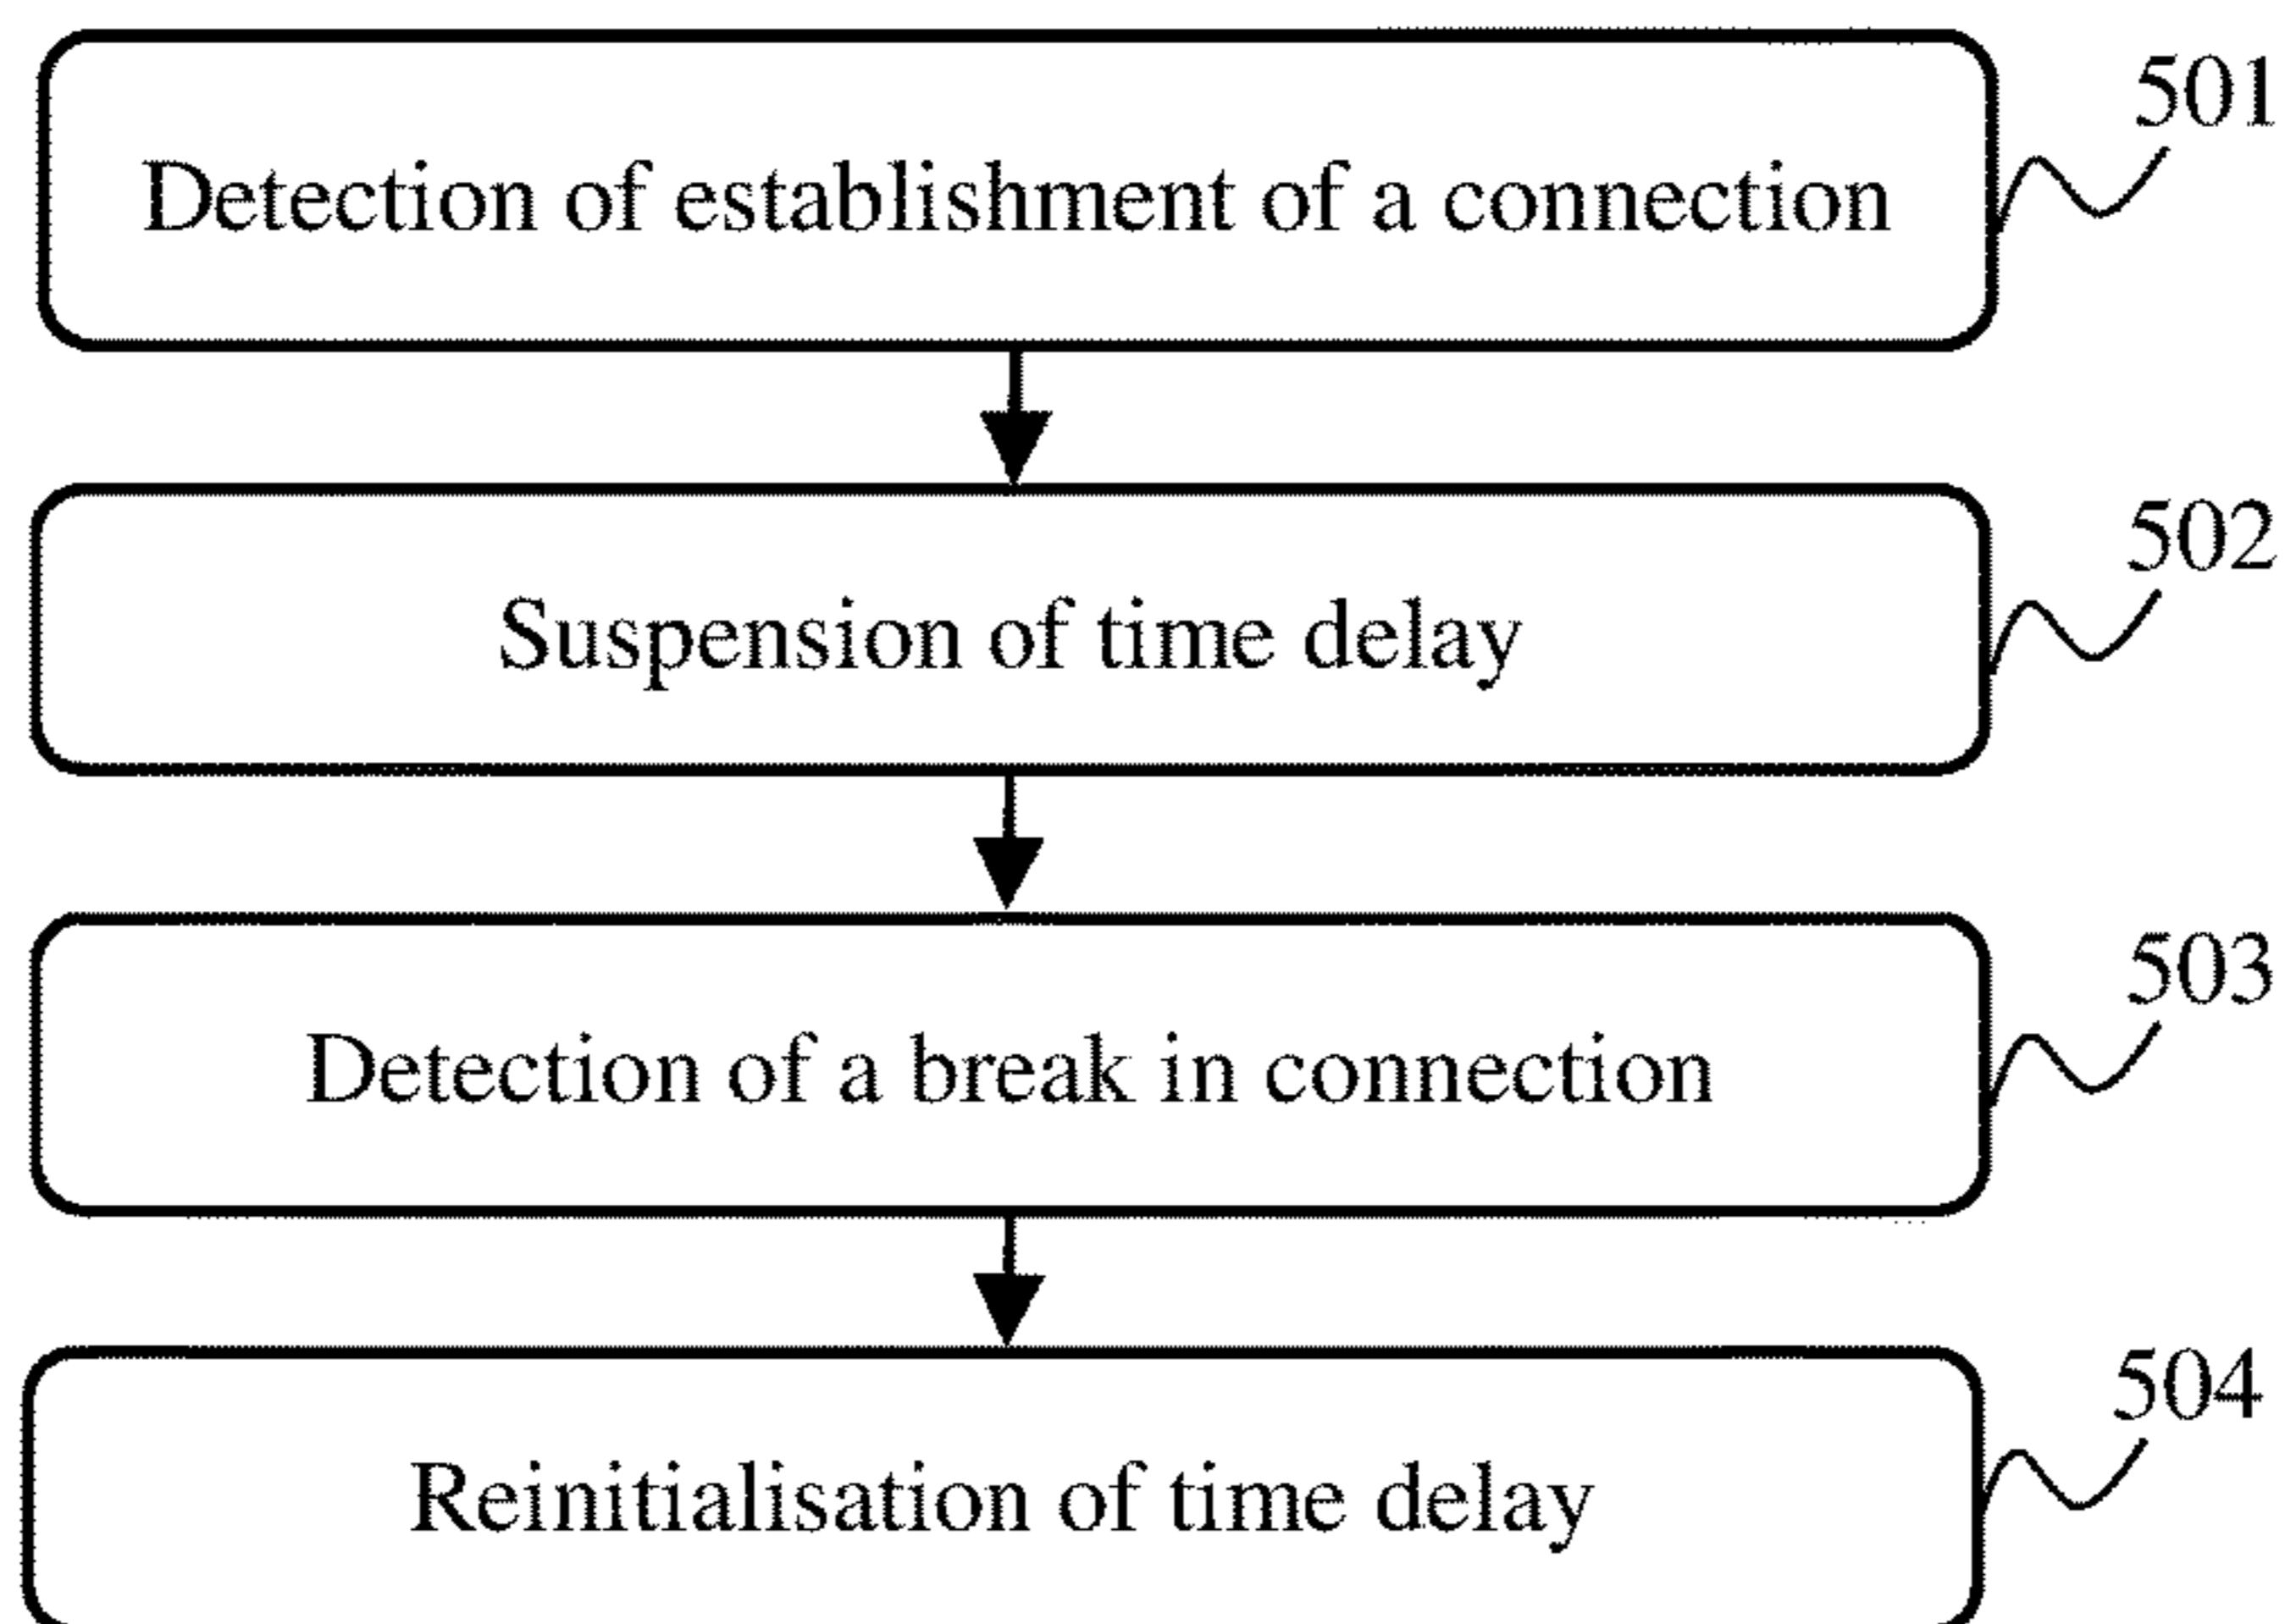 501
Detection of establishment of a connection
502
Suspension of time delay
503
Detection of a break in connection
504
Reinitialisation of time delay